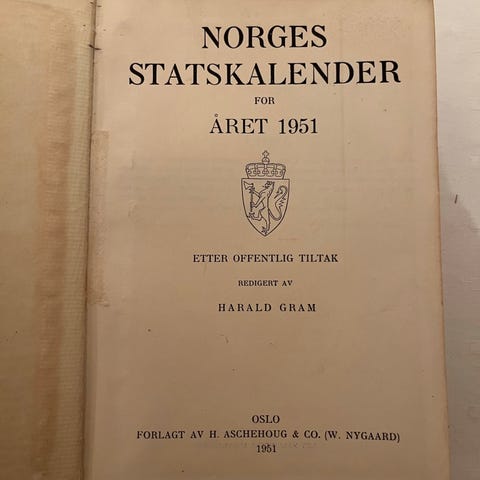 NORGES
STATSKALENDER
FOR
ÅRET 1951
ETTER OFFENTLIG TILTAK
REDIGERT AV
HARALD GRAM
OSLO
FORLAGT AV H. ASCHEHOUG & CO. (W. NYGAARD)
1951